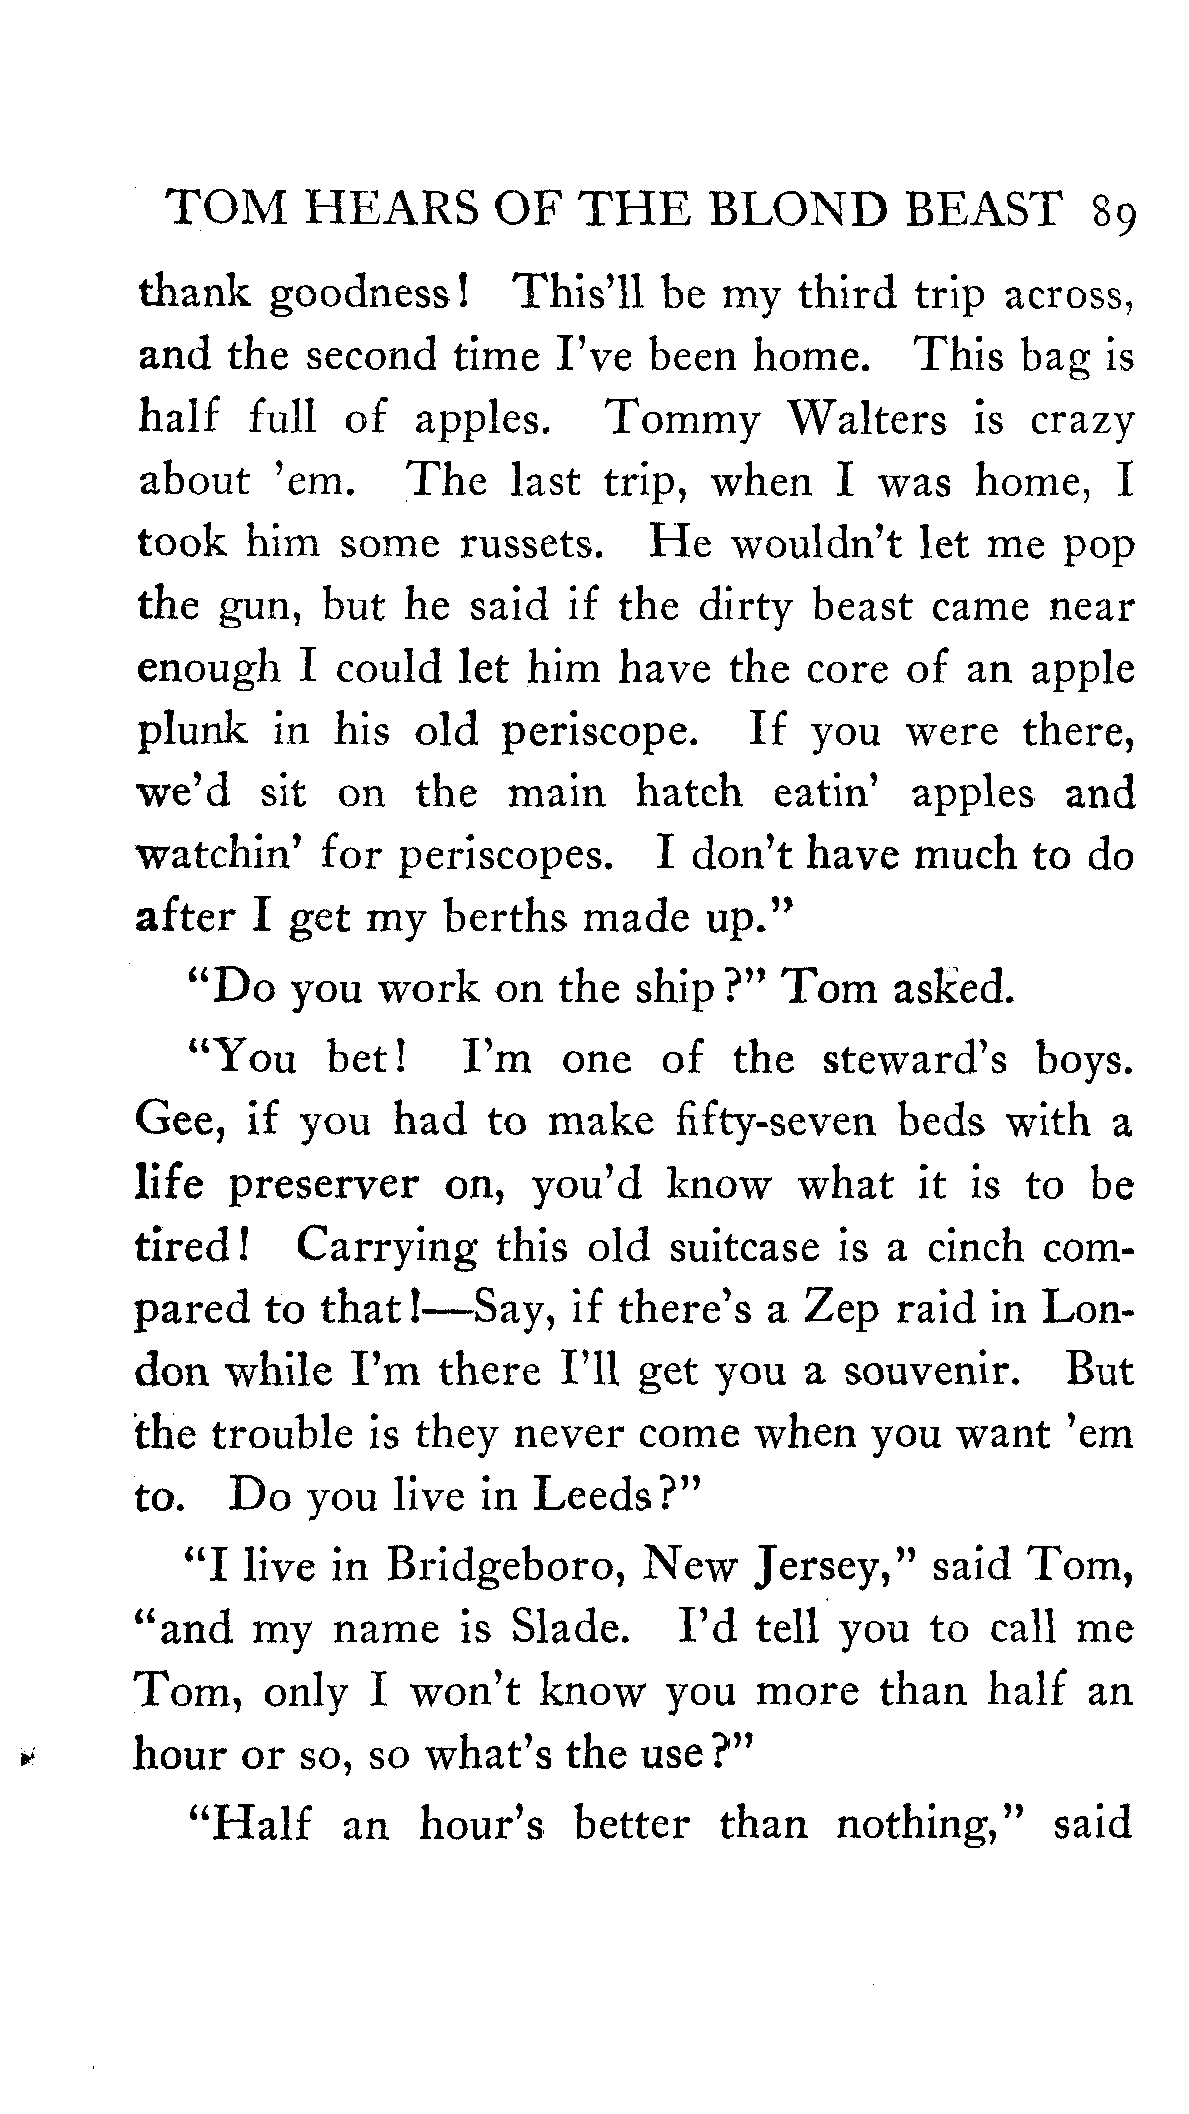 TOM HEARS OF THE BLOND BEAST 89
thank goodness! This'll be my third trip across,
and the second time I've been home. This bag is
half full of apples. Tommy Walters is crazy
about 'em. The last trip, when I was home, I
took him some russets. He wouldn't let me pop
the gun, but he said if the dirty beast came near
enough I could let him have the core of an apple
plunk in his old periscope. If you were there,
we'd sit on the main hatch eatin' apples and
watchin' for periscopes. I don't have much to do
after I get my berths made up."
"Do you work on the ship?" Tom asked.
"You bet! I'm one of the steward's boys.
Gee, if you had to make fifty-seven beds with a
life preserver on, you'd know what it is to be
tired! Carrying this old suitcase is a cinch com-
pared to that!—Say, if there's a Zep raid in Lon-
don while I'm there I'll get you a souvenir. But
the trouble is they never come when you want 'em
to. Do you live in Leeds?"
"I live in Bridgeboro, New Jersey," said Tom,
"and my name is Slade. I'd tell you to call me
Tom, only I won't know you more than half an
hour or so, so what's the use?"
"Half an hour's better than nothing," said